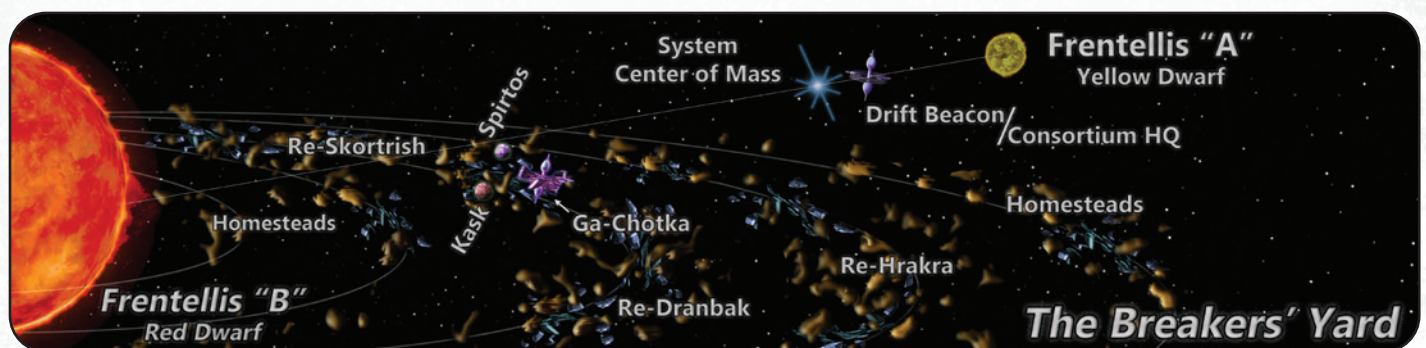 System
Center of Mass
Frentellis “A”
Yellow Dwarf
Drift Beacon/
Consortium HQ
Spirtos
Re-Skortrish
Kask
Ga-Chotka
Homesteads
Homesteads
Re-Hrakra
Re-Dranbak
Frentellis “B”
Red Dwarf
The Breakers’ Yard